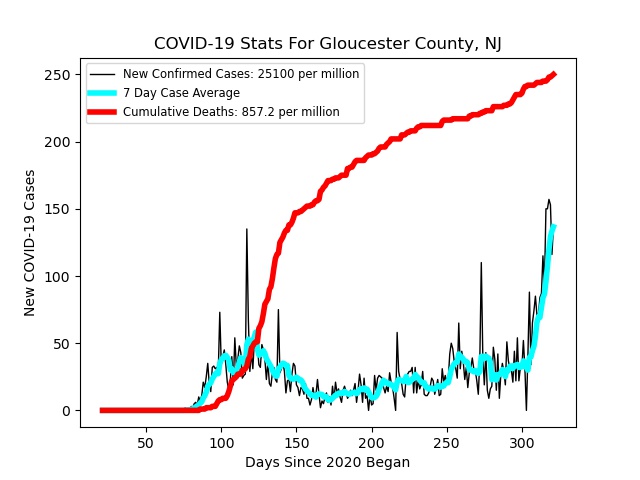 COVID-19 Stats For Gloucester County, NJ
New Confirmed Cases: 25100 per million
7 Day Case Average
Cumulative Deaths: 857.2 per million
New COVID-19 Cases
250
200
150
100
50
0
50 100 150 200 250 300
Days Since 2020 Began